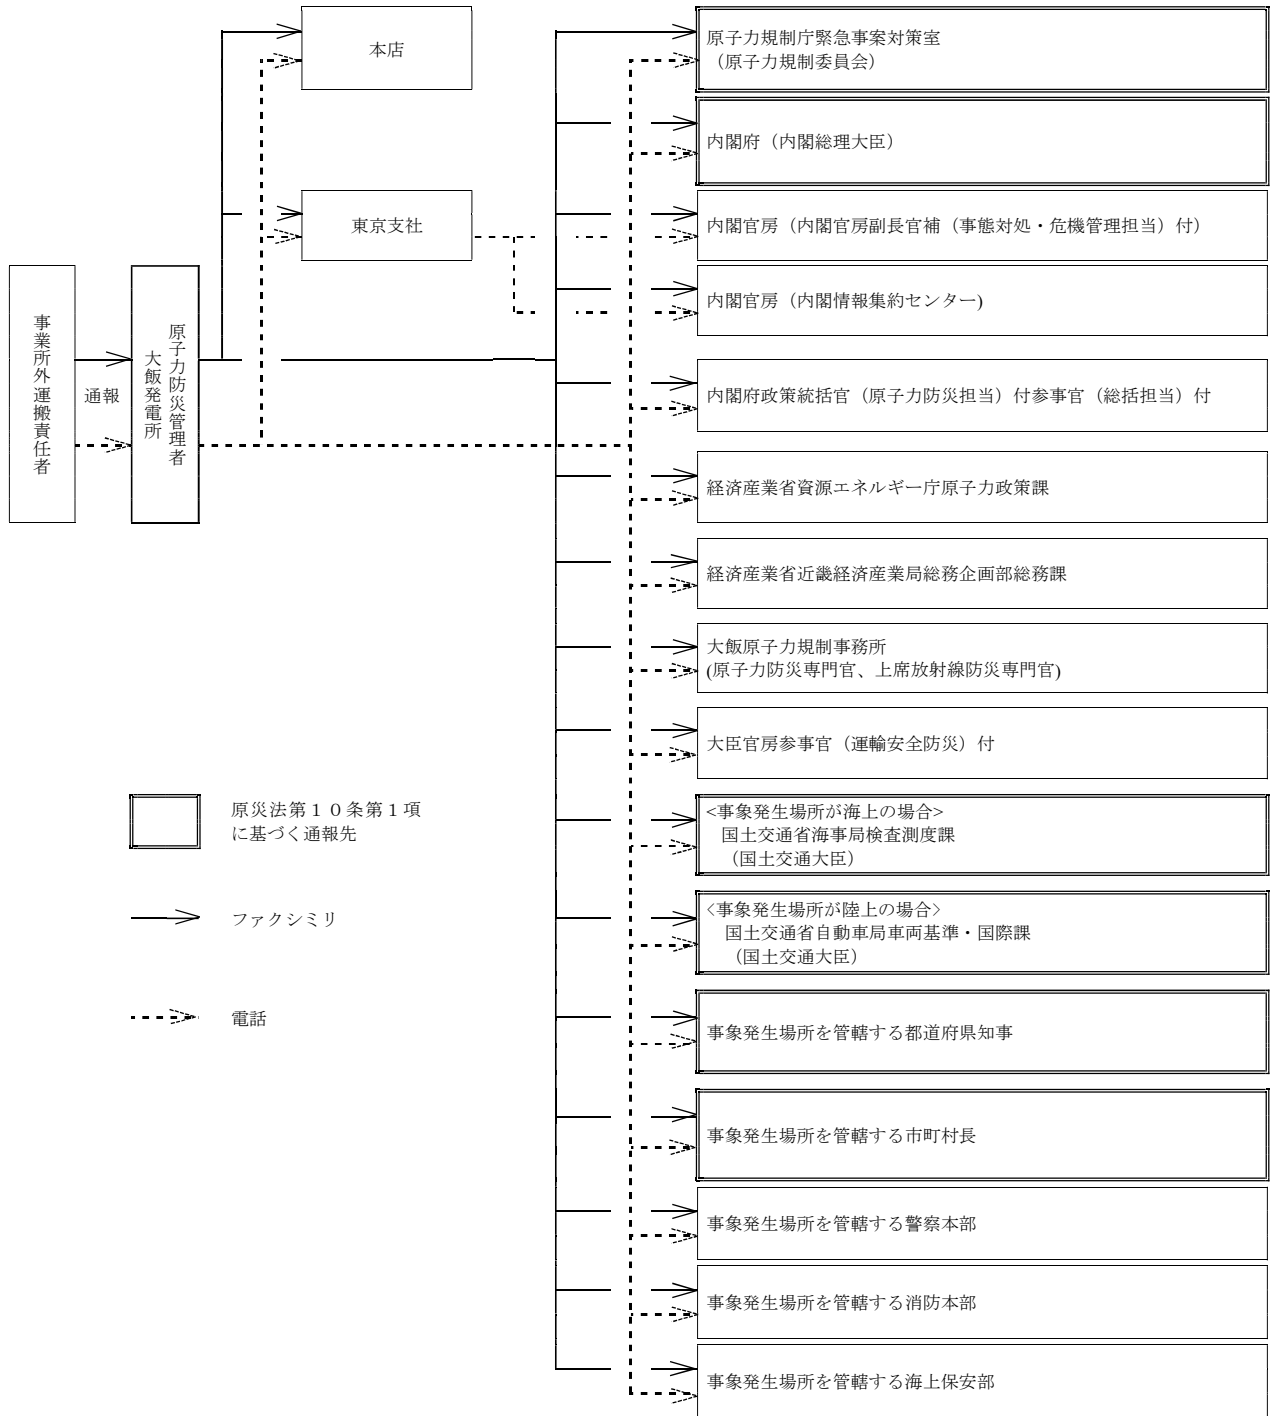 本店
原子力規制庁緊急事案対策室
（原子力規制委員会）
内閣府（内閣総理大臣）
東京支社
内閣官房（内閣官房副長官補（事態対処・危機管理担当）付）
内閣官房（内閣情報集約センター)
事業所外運搬責任者
通報
原子力防災管理者
大飯発電所
内閣府政策統括官（原子力防災担当）付参事官（総括担当）付
経済産業省資源エネルギー庁原子力政策課
経済産業省近畿経済産業局総務企画部総務課
大飯原子力規制事務所
(原子力防災専門官、上席放射線防災専門官)
大臣官房参事官（運輸安全防災）付
原災法第１０条第１項
に基づく通報先
<事象発生場所が海上の場合>
国土交通省海事局検査測度課
（国土交通大臣）
ファクシミリ
<事象発生場所が陸上の場合>
国土交通省自動車局車両基準・国際課
（国土交通大臣）
電話
事象発生場所を管轄する都道府県知事
事象発生場所を管轄する市町村長
事象発生場所を管轄する警察本部
事象発生場所を管轄する消防本部
事象発生場所を管轄する海上保安部